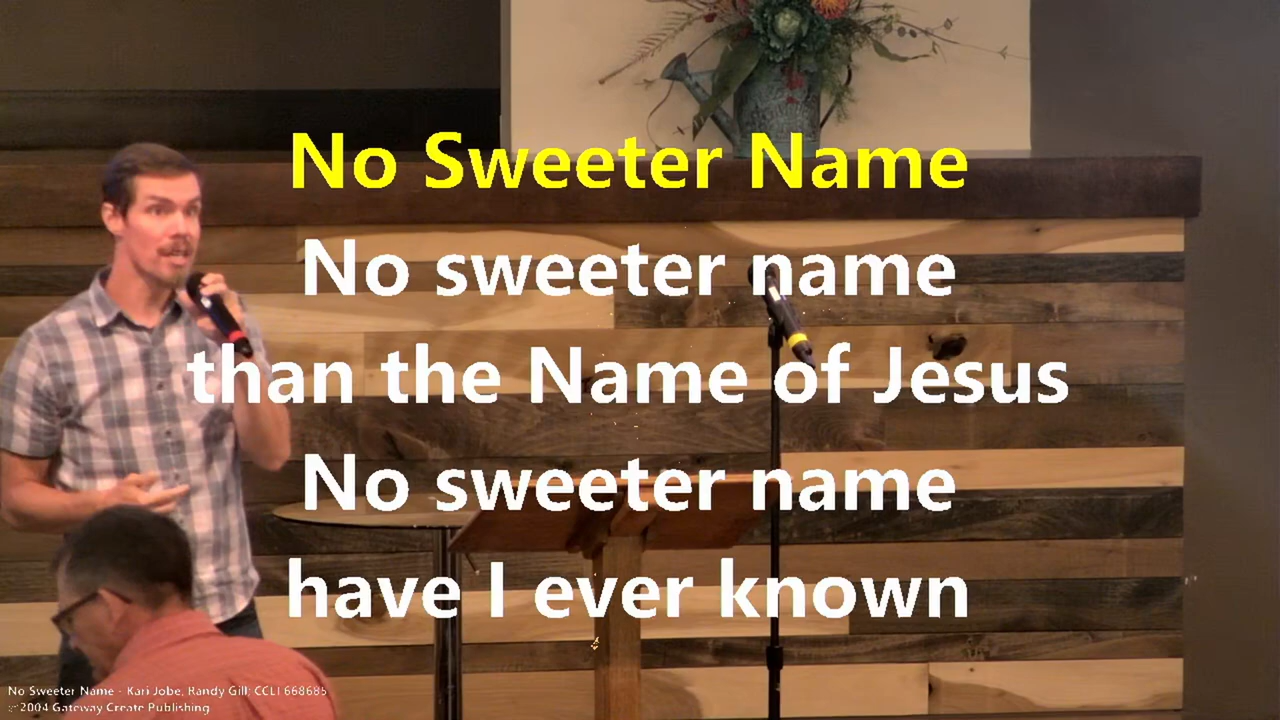 No Sweeter Name
No sweeter name
than the Name of Jesus
No sweeter name
have I ever known
No Sweeter Name - Kari Jobe, Randy Gill; CCLI 668685
©2004 Gateway Create Publishing